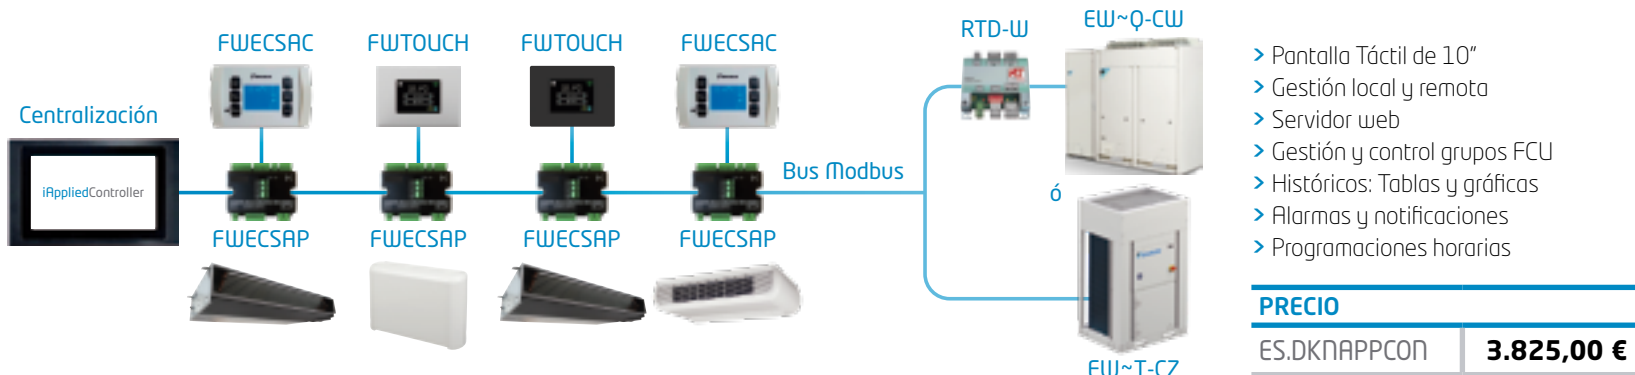 FWECSAC
FWTOUCH
FWTOUCH
FWECSAC
RTD-W
EW~Q-CW
Centralización
iAppliedController
Bus Modbus
ó
FWECSAP
FWECSAP
FWECSAP
FWECSAP
EW~T-CZ
> Pantalla Táctil de 10”
> Gestión local y remota
> Servidor web
> Gestión y control grupos FCU
> Históricos: Tablas y gráficas
> Alarmas y notificaciones
> Programaciones horarias
PRECIO
ES.DKNAPPCON 3.825,00 €